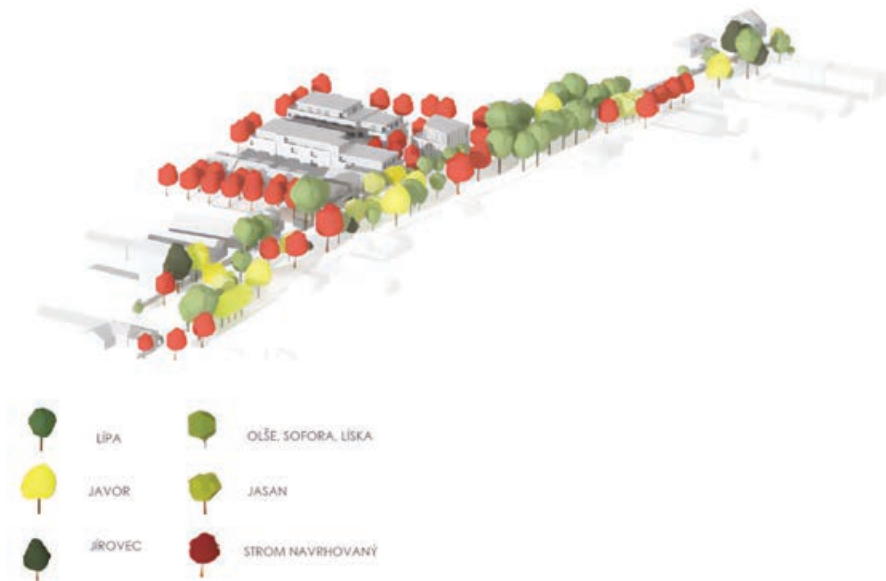 LÍPA
OLŠE, SOFORA, LÍSKA
JAVOR
JASAN
JÍROVEC
STROM NAVRHOVANÝ